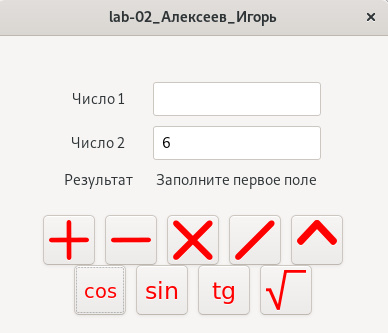 lab-02_Алексеев_Игорь ×
Число 1
Число 2 6
Результат Заполните первое поле
+ − × / ^
cos sin tg √